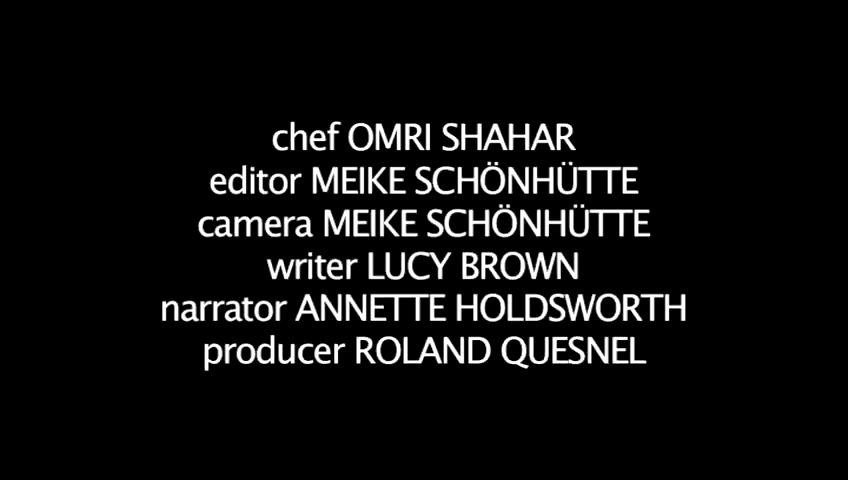 chef OMRI SHAHAR
editor MEIKE SCHÖNHÜTTE
camera MEIKE SCHÖNHÜTTE
writer LUCY BROWN
narrator ANNETTE HOLDSWORTH
producer ROLAND QUESNEL